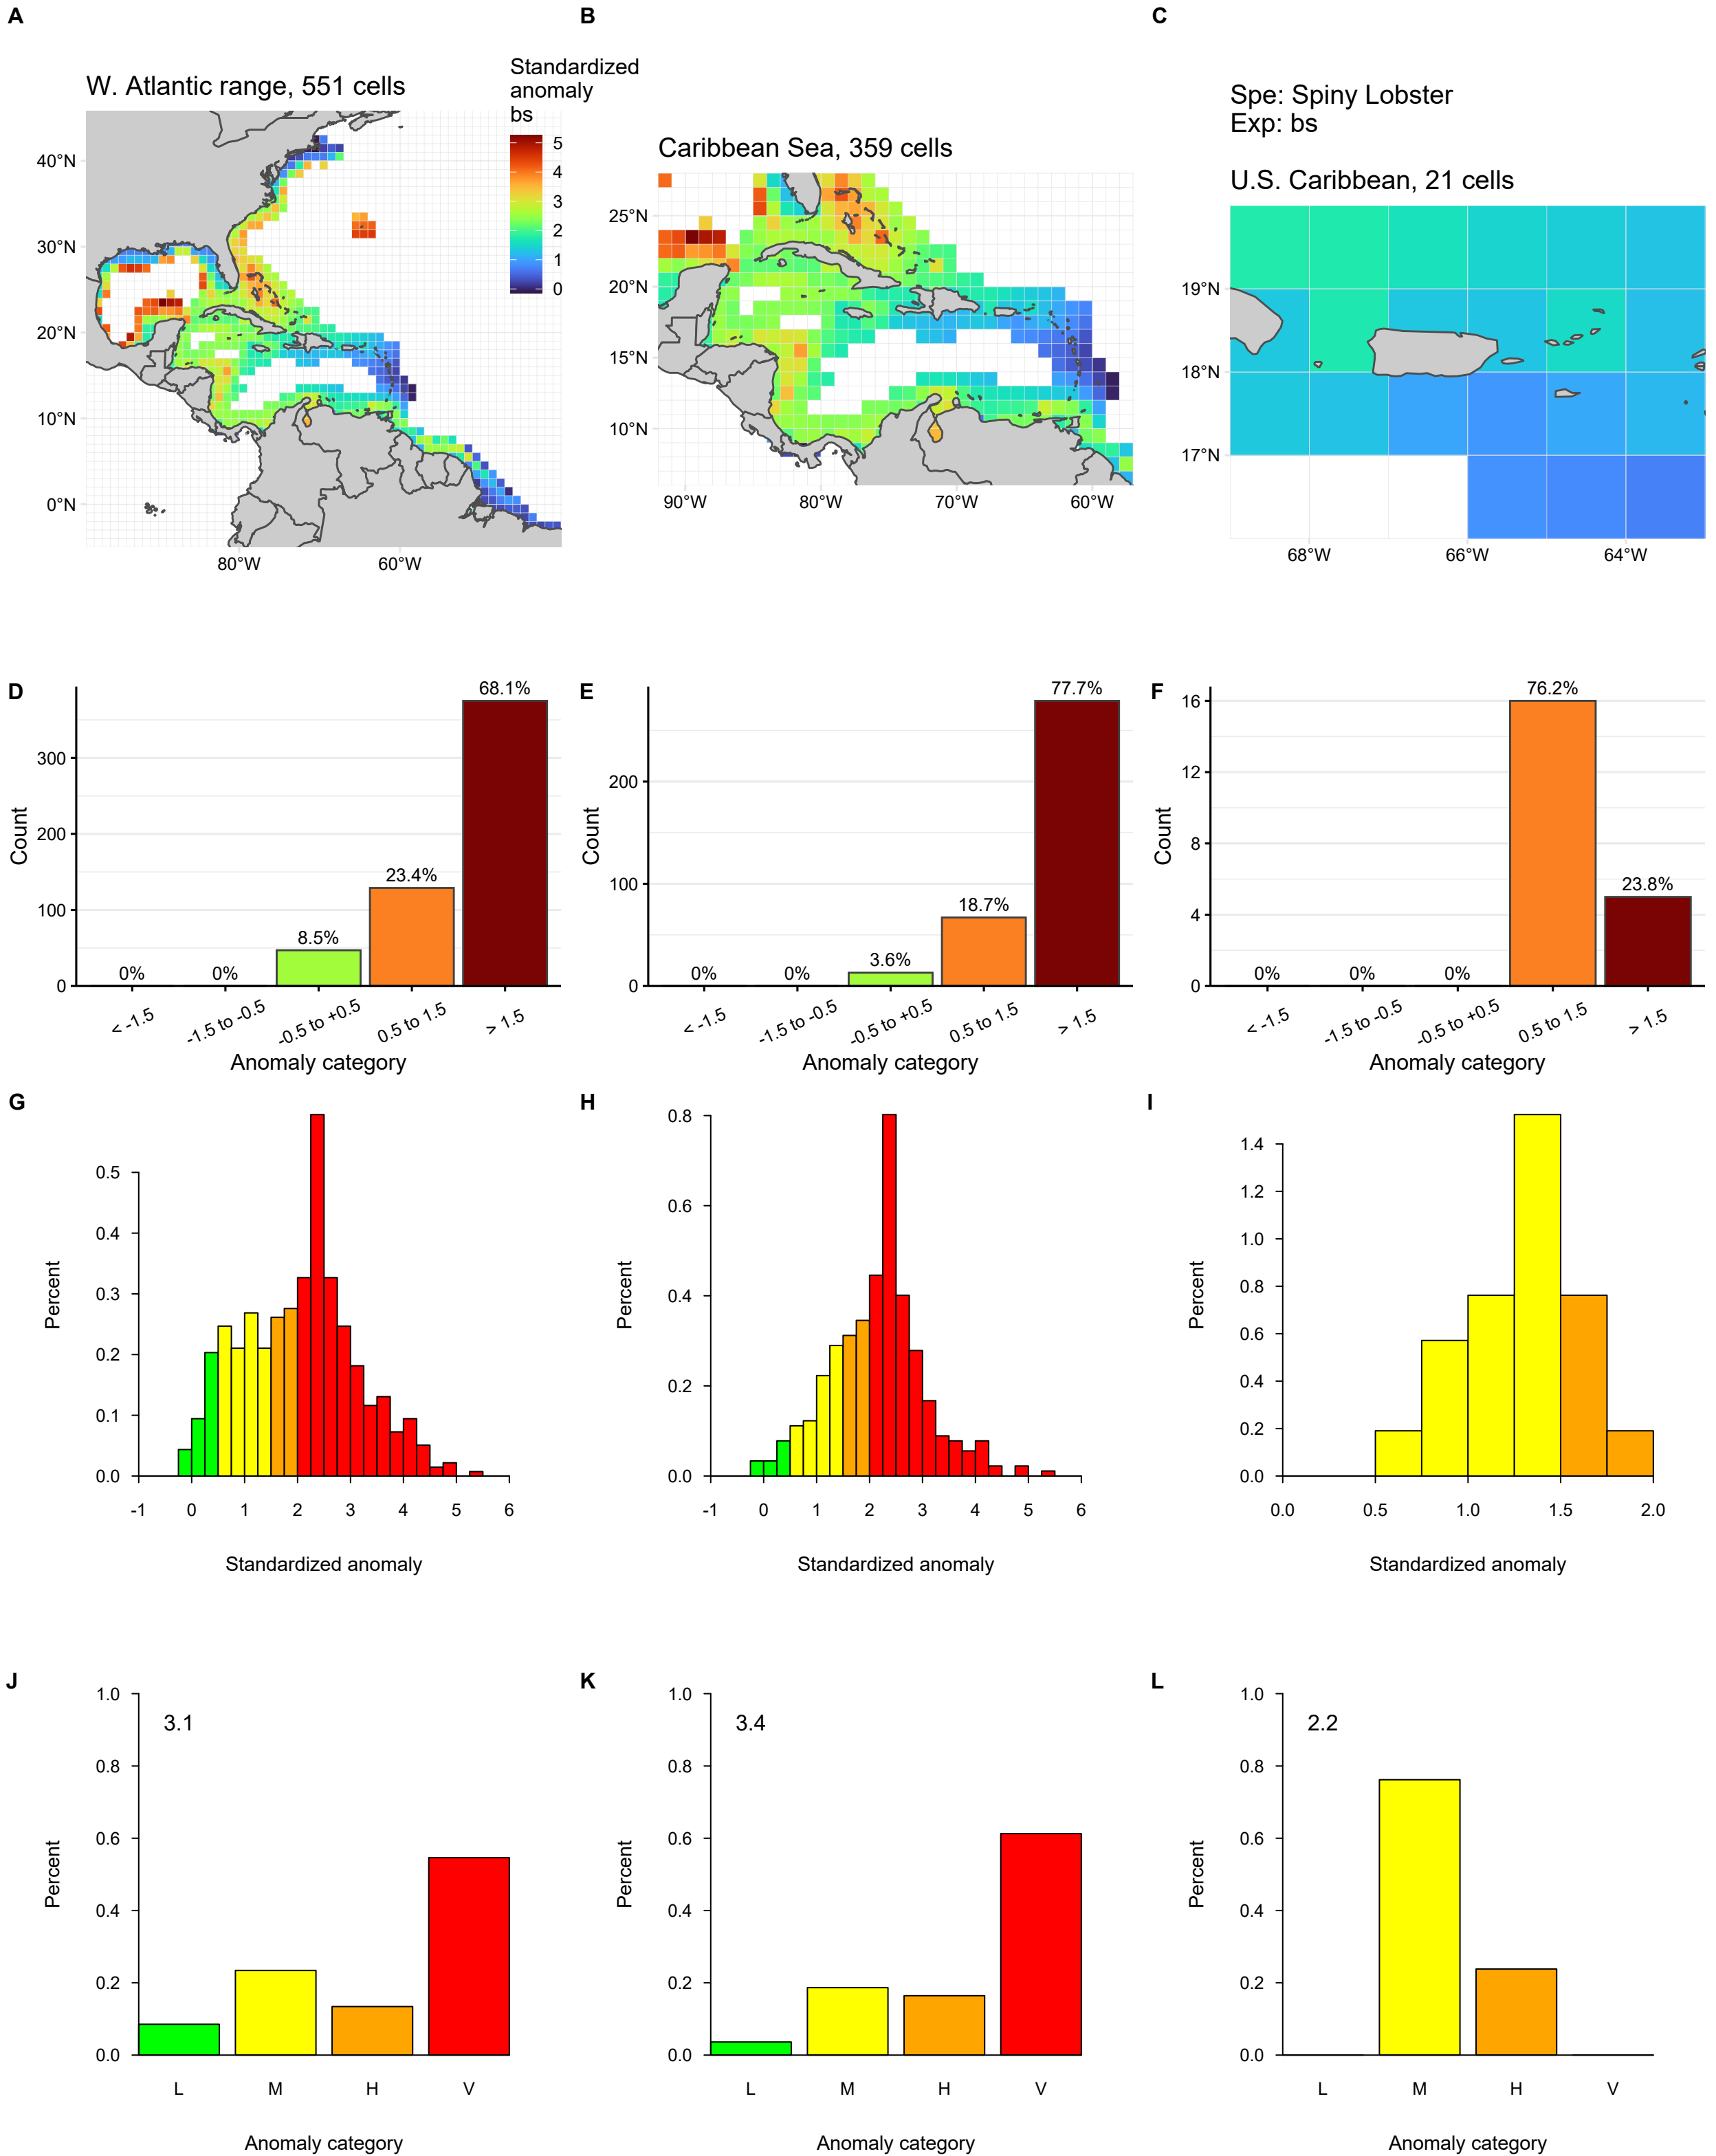 A
B
C
W. Atlantic range, 551 cells
Standardized
anomaly
bs
5
4
3
2
1
0
40°N
30°N
20°N
10°N
0°N
80°W
60°W
Caribbean Sea, 359 cells
25°N
20°N
15°N
10°N
90°W
80°W
70°W
60°W
Spe: Spiny Lobster
Exp: bs
U.S. Caribbean, 21 cells
19°N
18°N
17°N
68°W
66°W
64°W
D
Count
300
200
100
0
0%
0%
8.5%
23.4%
68.1%
< -1.5
-1.5 to -0.5
-0.5 to +0.5
0.5 to 1.5
> 1.5
Anomaly category
E
Count
200
100
0
0%
0%
3.6%
18.7%
77.7%
< -1.5
-1.5 to -0.5
-0.5 to +0.5
0.5 to 1.5
> 1.5
Anomaly category
F
Count
16
12
8
4
0
0%
0%
0%
76.2%
23.8%
< -1.5
-1.5 to -0.5
-0.5 to +0.5
0.5 to 1.5
> 1.5
Anomaly category
G
Percent
0.5
0.4
0.3
0.2
0.1
0.0
-1
0
1
2
3
4
5
6
Standardized anomaly
H
Percent
0.8
0.6
0.4
0.2
0.0
-1
0
1
2
3
4
5
6
Standardized anomaly
I
Percent
1.4
1.2
1.0
0.8
0.6
0.4
0.2
0.0
0.0
0.5
1.0
1.5
2.0
Standardized anomaly
J
Percent
1.0
0.8
0.6
0.4
0.2
0.0
3.1
L
M
H
V
Anomaly category
K
Percent
1.0
0.8
0.6
0.4
0.2
0.0
3.4
L
M
H
V
Anomaly category
L
Percent
1.0
0.8
0.6
0.4
0.2
0.0
2.2
L
M
H
V
Anomaly category